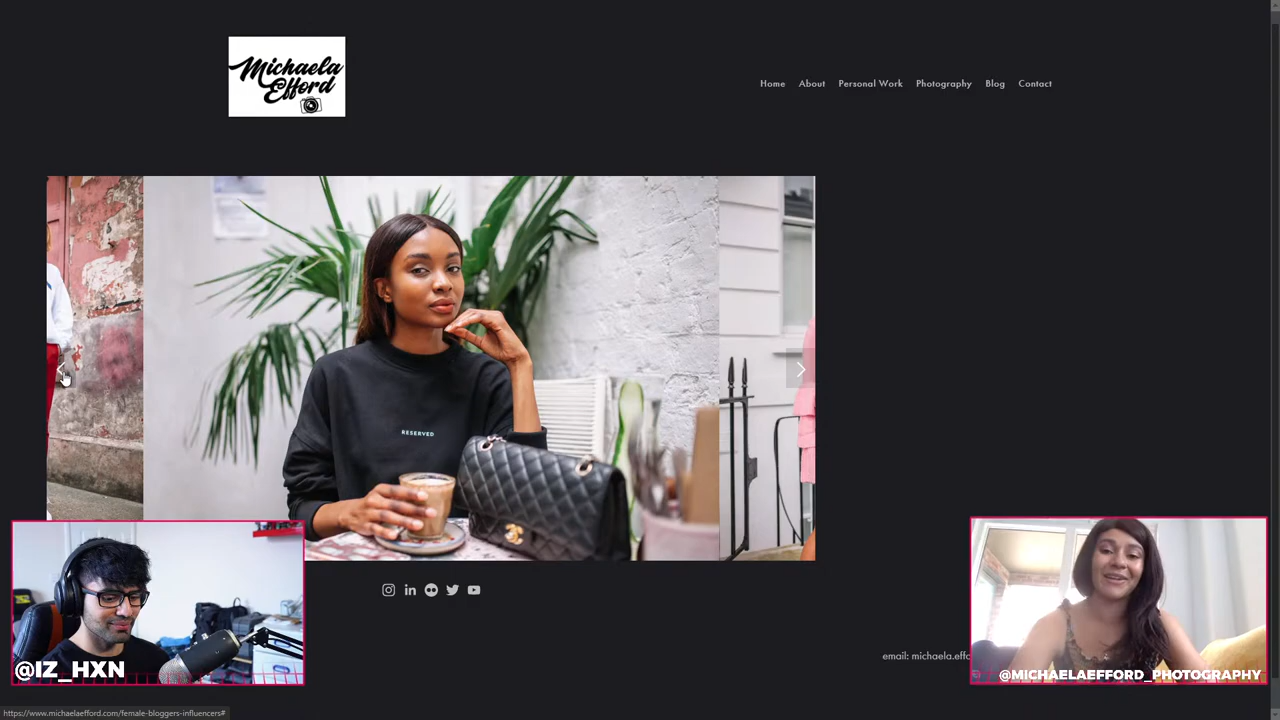 Michaela
Efford
Home About Personal Work Photography Blog Contact
RESERVED
email: michaela.effo
@IZ_HXN
@MICHAELAEFFORD_PHOTOGRAPHY
https://www.michaelaefford.com/female-bloggers-influencers#